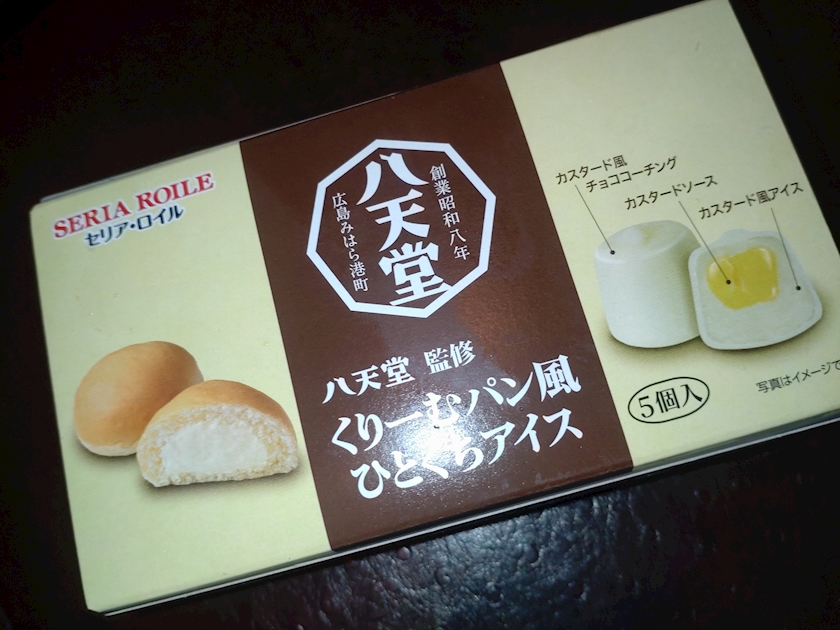 SERIA ROILE
セリア・ロイル
創業昭和八年
八天堂
広島みはら港町
八天堂 監修
くりーむパン風
ひとくちアイス
カスタード風
チョココーチング
カスタードソース
カスタード風アイス
5個入
写真はイメージで